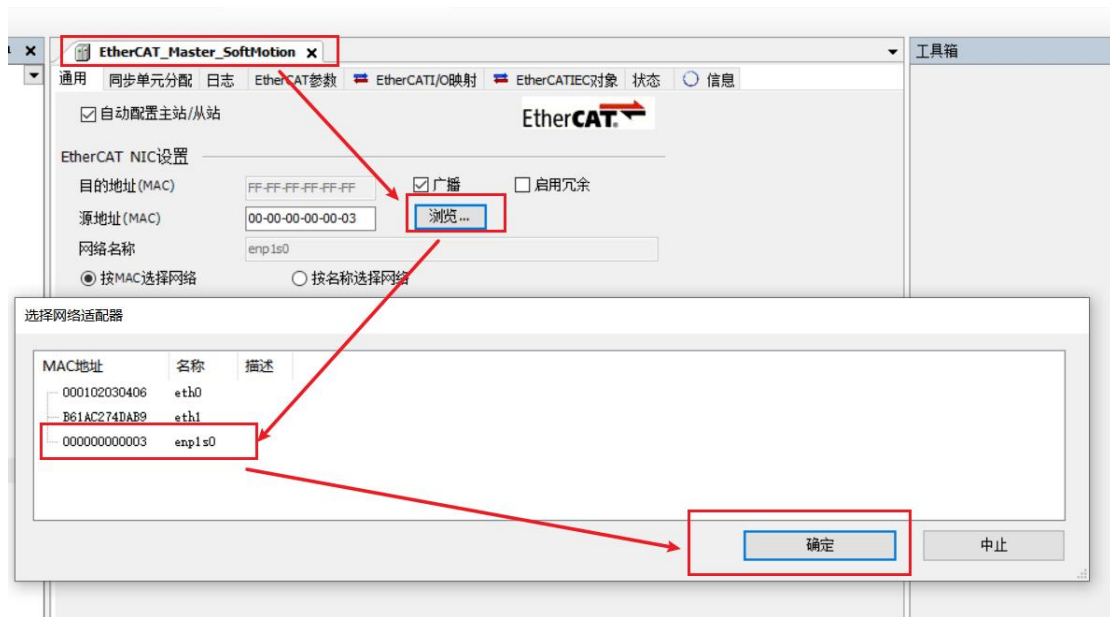 EtherCAT_Master_SoftMotion
工具箱
通用 同步单元分配 日志 EtherCAT参数 EtherCATI/O映射 EtherCATIEC对象 状态 信息
自动配置主站/从站
EtherCAT
EtherCAT NIC设置
目的地址(MAC) FF-FF-FF-FF-FF-FF 广播 启用冗余
源地址(MAC) 00-00-00-00-00-03 浏览...
网络名称 enp1s0
按MAC选择网络 按名称选择网络
选择网络适配器
MAC地址 名称 描述
000102030406 eth0
B61AC274DAB9 eth1
000000000003 enp1s0
确定 中止